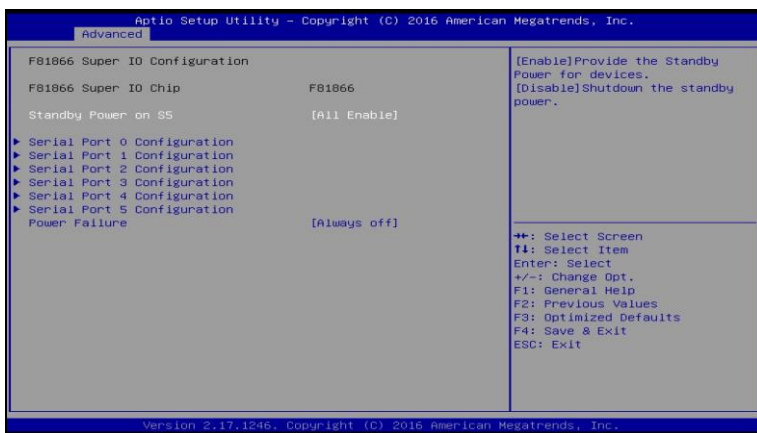 Aptio Setup Utility – Copyright (C) 2016 American Megatrends, Inc.
Advanced
F81866 Super IO Configuration
F81866 Super IO Chip F81866
Standby Power on S5 [All Enable]
Serial Port 0 Configuration
Serial Port 1 Configuration
Serial Port 2 Configuration
Serial Port 3 Configuration
Serial Port 4 Configuration
Serial Port 5 Configuration
Power Failure [Always off]
[Enable]Provide the Standby
Power for devices.
[Disable]Shutdown the standby
power.
→←: Select Screen
↑↓: Select Item
Enter: Select
+/-: Change Opt.
F1: General Help
F2: Previous Values
F3: Optimized Defaults
F4: Save & Exit
ESC: Exit
Version 2.17.1246. Copyright (C) 2016 American Megatrends, Inc.